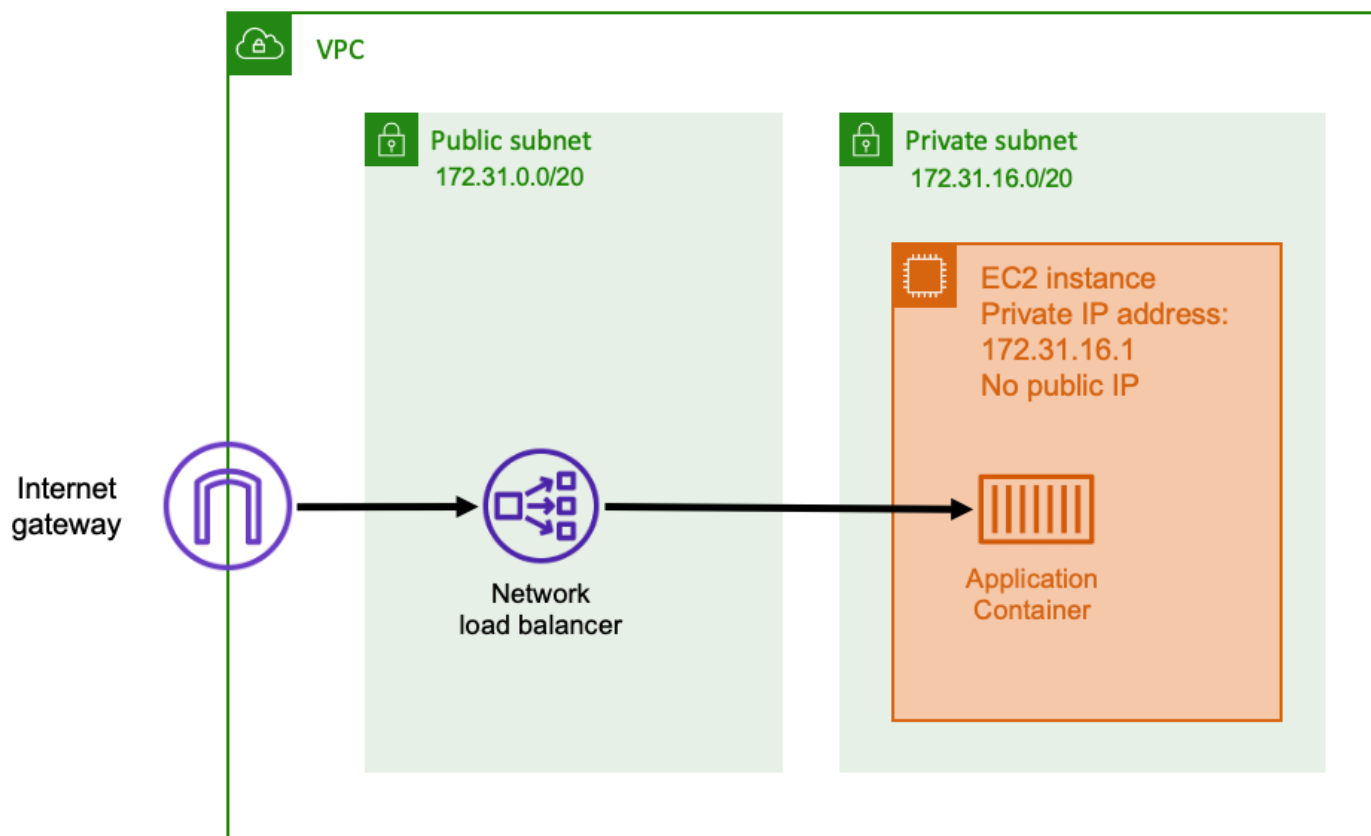 VPC
Public subnet
172.31.0.0/20
Private subnet
172.31.16.0/20
EC2 instance
Private IP address:
172.31.16.1
No public IP
Internet
gateway
Network
load balancer
Application
Container